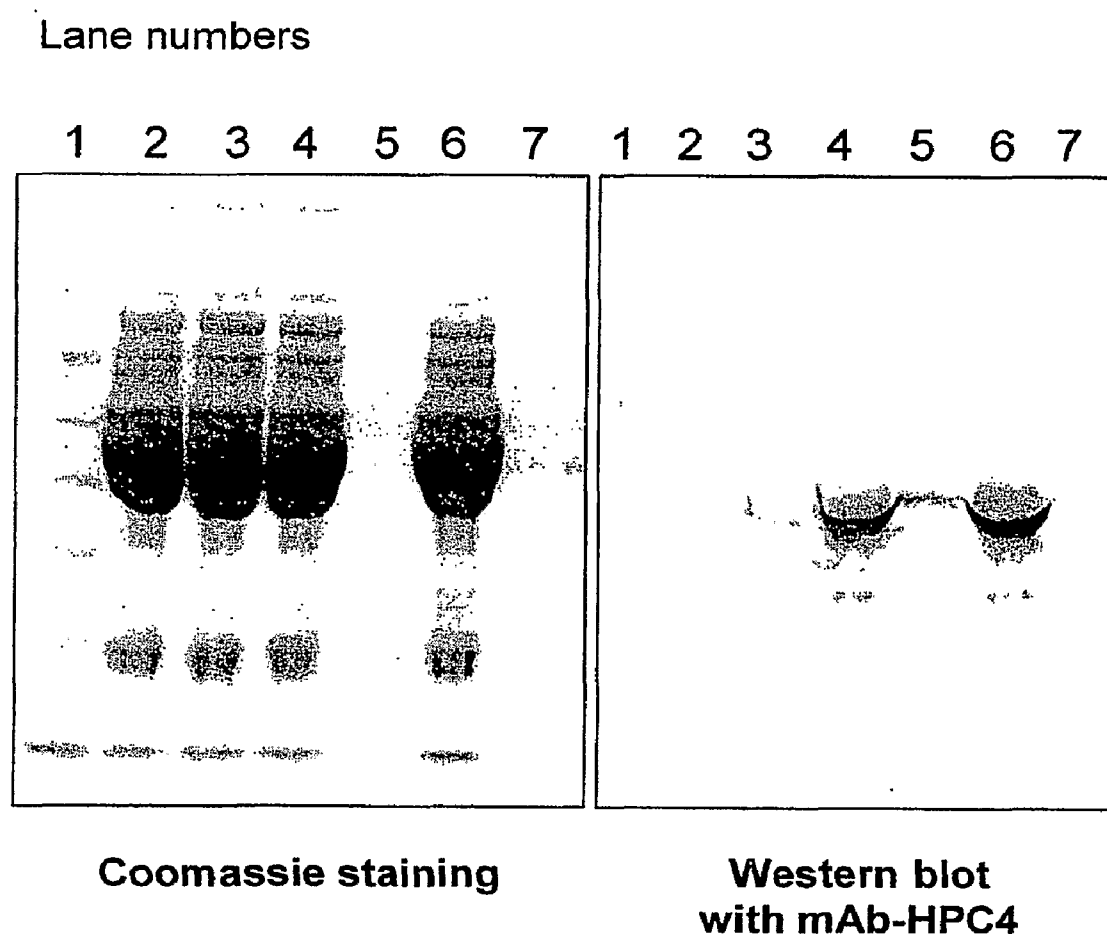 Lane numbers
1 2 3 4 5 6 7 1 2 3 4 5 6 7
Coomassie staining
Western blot
with mAb-HPC4